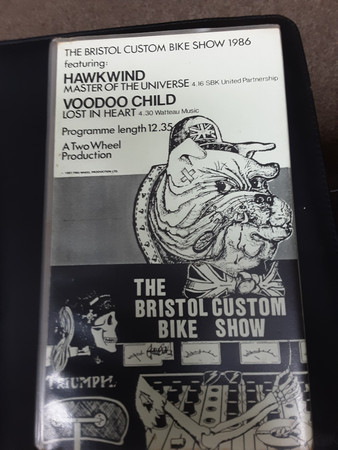 THE BRISTOL CUSTOM BIKE SHOW 1986
featuring:
HAWKWIND
MASTER OF THE UNIVERSE 4.16 SBK United Partnership
VOODOO CHILD
LOST IN HEART 4.30 Watteau Music
Programme length 12.35
A Two Wheel
Production
THE
BRISTOL CUSTOM
BIKE SHOW
TRIUMPH